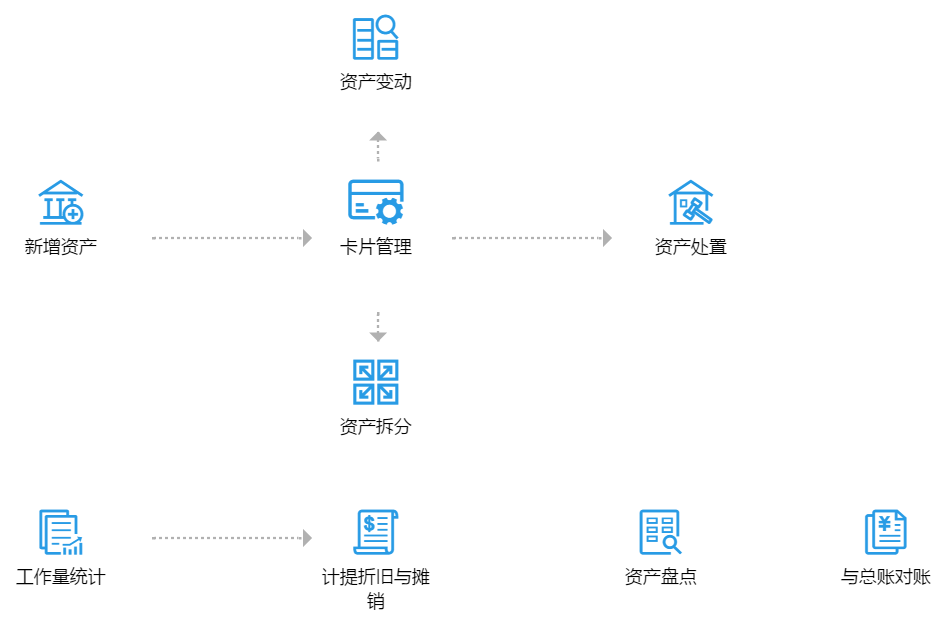 资产变动
新增资产
卡片管理
资产处置
资产拆分
工作量统计
计提折旧与摊
销
资产盘点
与总账对账